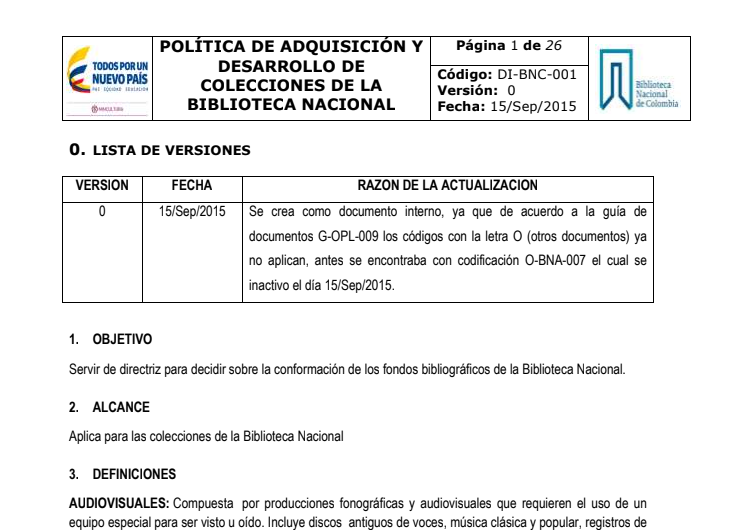 TODOS POR UN
NUEVO PAÍS
PAZ EQUIDAD EDUCACIÓN
MINCULTURA
POLÍTICA DE ADQUISICIÓN Y
DESARROLLO DE
COLECCIONES DE LA
BIBLIOTECA NACIONAL
Página 1 de 26
Código: DI-BNC-001
Versión: 0
Fecha: 15/Sep/2015
Biblioteca
Nacional
de Colombia
0. LISTA DE VERSIONES
VERSION FECHA RAZON DE LA ACTUALIZACION
0 15/Sep/2015 Se crea como documento interno, ya que de acuerdo a la guía de
documentos G-OPL-009 los códigos con la letra O (otros documentos) ya
no aplican, antes se encontraba con codificación O-BNA-007 el cual se
inactivo el día 15/Sep/2015.
1. OBJETIVO
Servir de directriz para decidir sobre la conformación de los fondos bibliográficos de la Biblioteca Nacional.
2. ALCANCE
Aplica para las colecciones de la Biblioteca Nacional
3. DEFINICIONES
AUDIOVISUALES: Compuesta por producciones fonográficas y audiovisuales que requieren el uso de un
equipo especial para ser visto u oído. Incluye discos antiguos de voces, música clásica y popular, registros de